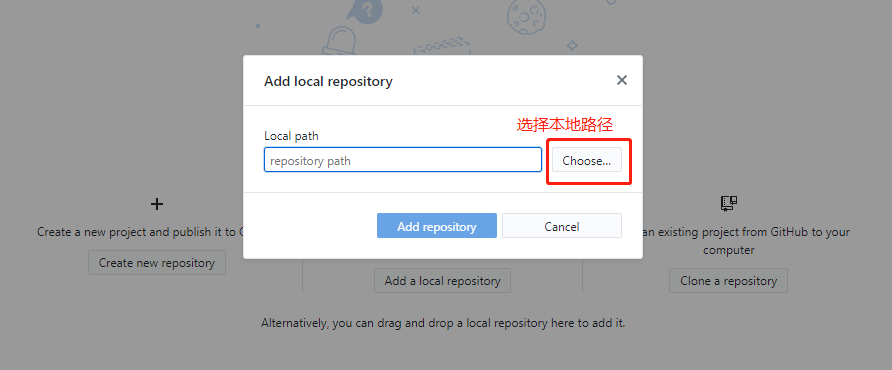 Add local repository
选择本地路径
Local path
repository path
Choose...
Add repository
Cancel
Create a new project and publish it to
an existing project from GitHub to your
computer
Create new repository
Add a local repository
Clone a repository
Alternatively, you can drag and drop a local repository here to add it.